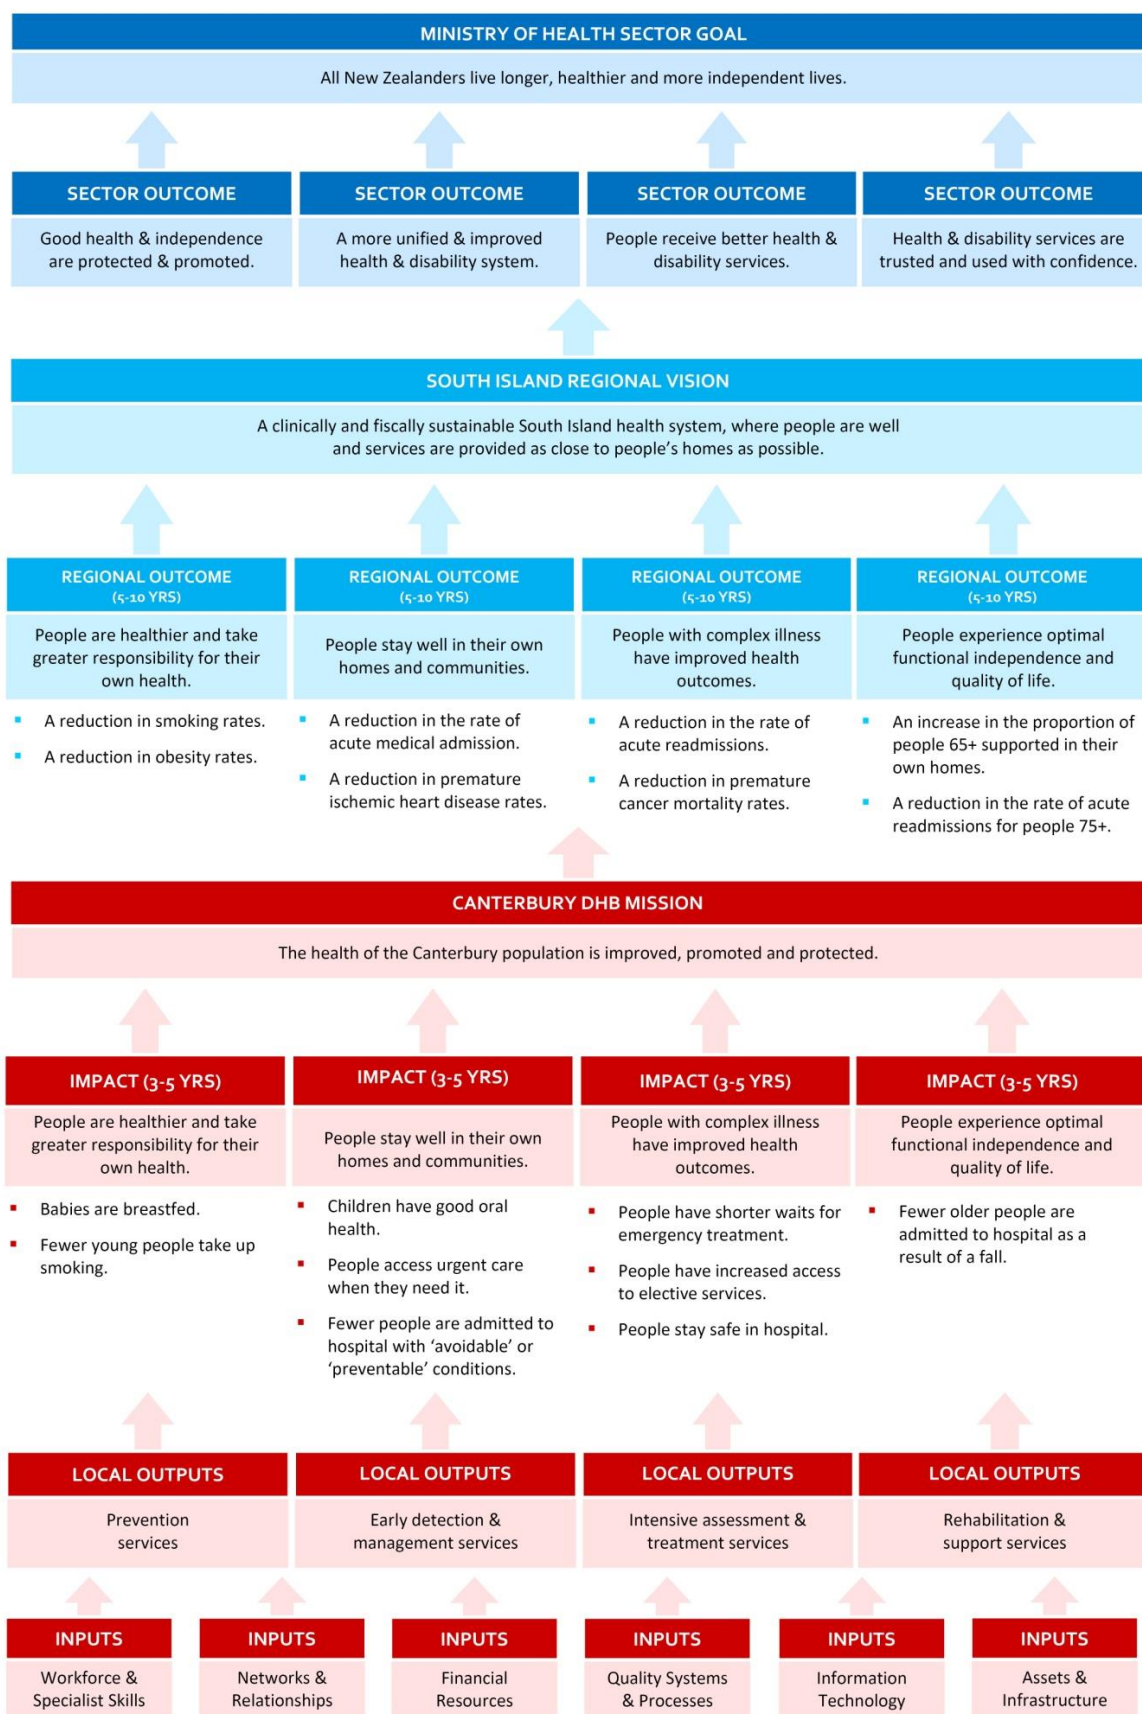 MINISTRY OF HEALTH SECTOR GOAL
All New Zealanders live longer, healthier and more independent lives.
SECTOR OUTCOME
Good health & independence
are protected & promoted.
SECTOR OUTCOME
A more unified & improved
health & disability system.
SECTOR OUTCOME
People receive better health &
disability services.
SECTOR OUTCOME
Health & disability services are
trusted and used with confidence.
SOUTH ISLAND REGIONAL VISION
A clinically and fiscally sustainable South Island health system, where people are well
and services are provided as close to people's homes as possible.
REGIONAL OUTCOME
(5-10 YRS)
People are healthier and take
greater responsibility for their
own health.
▪ A reduction in smoking rates.
▪ A reduction in obesity rates.
REGIONAL OUTCOME
(5-10 YRS)
People stay well in their own
homes and communities.
▪ A reduction in the rate of
acute medical admission.
▪ A reduction in premature
ischemic heart disease rates.
REGIONAL OUTCOME
(5-10 YRS)
People with complex illness
have improved health
outcomes.
▪ A reduction in the rate of
acute readmissions.
▪ A reduction in premature
cancer mortality rates.
REGIONAL OUTCOME
(5-10 YRS)
People experience optimal
functional independence and
quality of life.
▪ An increase in the proportion of
people 65+ supported in their
own homes.
▪ A reduction in the rate of acute
readmissions for people 75+.
CANTERBURY DHB MISSION
The health of the Canterbury population is improved, promoted and protected.
IMPACT (3-5 YRS)
People are healthier and take
greater responsibility for their
own health.
▪ Babies are breastfed.
▪ Fewer young people take up
smoking.
IMPACT (3-5 YRS)
People stay well in their own
homes and communities.
▪ Children have good oral
health.
▪ People access urgent care
when they need it.
▪ Fewer people are admitted to
hospital with 'avoidable' or
'preventable' conditions.
IMPACT (3-5 YRS)
People with complex illness
have improved health
outcomes.
▪ People have shorter waits for
emergency treatment.
▪ People have increased access
to elective services.
▪ People stay safe in hospital.
IMPACT (3-5 YRS)
People experience optimal
functional independence and
quality of life.
▪ Fewer older people are
admitted to hospital as a
result of a fall.
LOCAL OUTPUTS
Prevention
services
LOCAL OUTPUTS
Early detection &
management services
LOCAL OUTPUTS
Intensive assessment &
treatment services
LOCAL OUTPUTS
Rehabilitation &
support services
INPUTS
Workforce &
Specialist Skills
INPUTS
Networks &
Relationships
INPUTS
Financial
Resources
INPUTS
Quality Systems
& Processes
INPUTS
Information
Technology
INPUTS
Assets &
Infrastructure